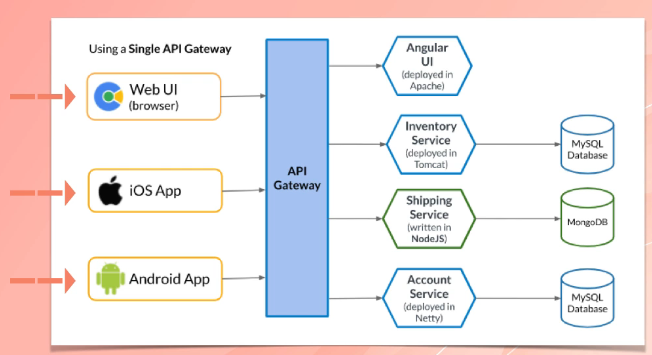 Using a Single API Gateway
Web UI
(browser)
iOS App
Android App
API
Gateway
Angular
UI
(deployed in
Apache)
Inventory
Service
(deployed in
Tomcat)
MySQL
Database
Shipping
Service
(written in
NodeJS)
MongoDB
Account
Service
(deployed in
Netty)
MySQL
Database